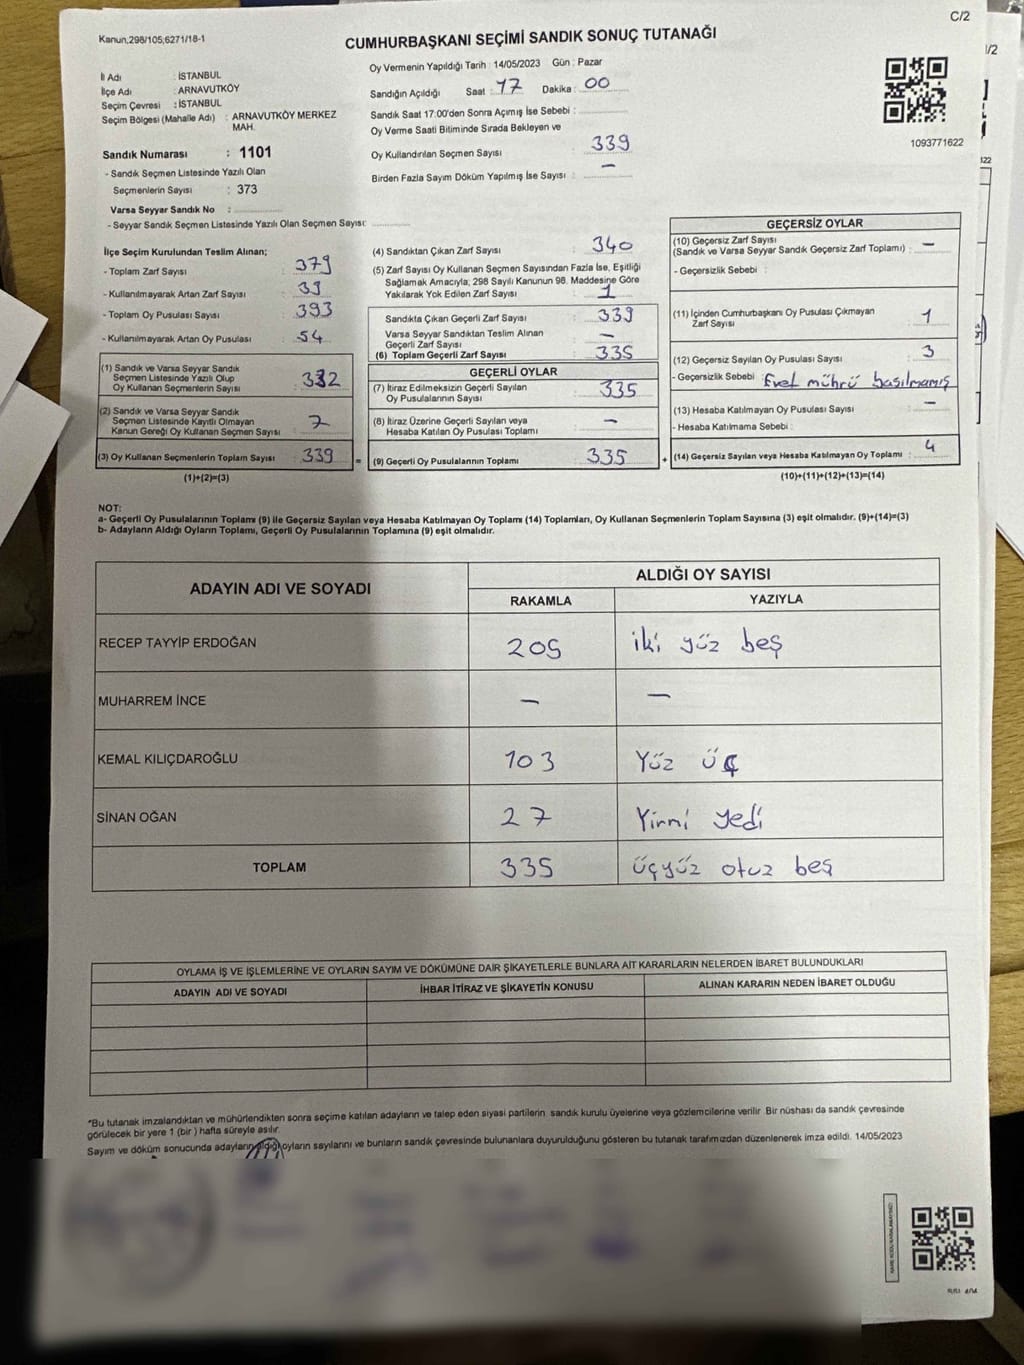 C/2
Kanun,298/105,6271/18-1
CUMHURBAŞKANI SEÇİMİ SANDIK SONUÇ TUTANAĞI
İl Adı : İSTANBUL
İlçe Adı : ARNAVUTKÖY
Seçim Çevresi : İSTANBUL
Seçim Bölgesi (Mahalle Adı) : ARNAVUTKÖY MERKEZ MAH.
Sandık Numarası : 1101
- Sandık Seçmen Listesinde Yazılı Olan
Seçmenlerin Sayısı : 373
Varsa Seyyar Sandık No :
- Seyyar Sandık Seçmen Listesinde Yazılı Olan Seçmen Sayısı:
Oy Vermenin Yapıldığı Tarih : 14/05/2023 Gün : Pazar
Sandığın Açıldığı Saat : 17 Dakika : 00
Sandık Saat 17:00'den Sonra Açımış İse Sebebi :
Oy Verme Saati Bitiminde Sırada Bekleyen ve
Oy Kullandırılan Seçmen Sayısı : 339
Birden Fazla Sayım Döküm Yapılmış İse Sayısı : —
1093771622
İlçe Seçim Kurulundan Teslim Alınan;
- Toplam Zarf Sayısı : 379
- Kullanılmayarak Artan Zarf Sayısı : 39
- Toplam Oy Pusulası Sayısı : 393
- Kullanılmayarak Artan Oy Pusulası : 54
(1) Sandık ve Varsa Seyyar Sandık
Seçmen Listesinde Yazılı Olup
Oy Kullanan Seçmenlerin Sayısı : 332
(2) Sandık ve Varsa Seyyar Sandık
Seçmen Listesinde Kayıtlı Olmayan
Kanun Gereği Oy Kullanan Seçmen Sayısı : 7
(3) Oy Kullanan Seçmenlerin Toplam Sayısı : 339
(1)+(2)=(3)
(4) Sandıktan Çıkan Zarf Sayısı : 340
(5) Zarf Sayısı Oy Kullanan Seçmen Sayısından Fazla İse, Eşitliği
Sağlamak Amacıyla; 298 Sayılı Kanunun 98. Maddesine Göre
Yakılarak Yok Edilen Zarf Sayısı : 1
Sandıkta Çıkan Geçerli Zarf Sayısı : 339
Varsa Seyyar Sandıktan Teslim Alınan
Geçerli Zarf Sayısı : —
(6) Toplam Geçerli Zarf Sayısı : 335
GEÇERLİ OYLAR
(7) İtiraz Edilmeksizin Geçerli Sayılan
Oy Pusulalarının Sayısı : 335
(8) İtiraz Üzerine Geçerli Sayılan veya
Hesaba Katılan Oy Pusulası Toplamı : —
= (9) Geçerli Oy Pusulalarının Toplamı : 335
GEÇERSİZ OYLAR
(10) Geçersiz Zarf Sayısı
(Sandık ve Varsa Seyyar Sandık Geçersiz Zarf Toplamı) : —
- Geçersizlik Sebebi :
(11) İçinden Cumhurbaşkanı Oy Pusulası Çıkmayan
Zarf Sayısı : 1
(12) Geçersiz Sayılan Oy Pusulası Sayısı : 3
- Geçersizlik Sebebi : Evet mührü basılmamış
(13) Hesaba Katılmayan Oy Pusulası Sayısı : —
- Hesaba Katılmama Sebebi :
+ (14) Geçersiz Sayılan veya Hesaba Katılmayan Oy Toplamı : 4
(10)+(11)+(12)+(13)=(14)
NOT:
a- Geçerli Oy Pusulalarının Toplamı (9) ile Geçersiz Sayılan veya Hesaba Katılmayan Oy Toplamı (14) Toplamları, Oy Kullanan Seçmenlerin Toplam Sayısına (3) eşit olmalıdır. (9)+(14)=(3)
b- Adayların Aldığı Oyların Toplamı, Geçerli Oy Pusulalarının Toplamına (9) eşit olmalıdır.
ADAYIN ADI VE SOYADI
ALDIĞI OY SAYISI
RAKAMLA YAZIYLA
RECEP TAYYİP ERDOĞAN 205 iki yüz beş
MUHARREM İNCE — —
KEMAL KILIÇDAROĞLU 103 Yüz üç
SİNAN OĞAN 27 Yirmi yedi
TOPLAM 335 üçyüz otuz beş
OYLAMA İŞ VE İŞLEMLERİNE VE OYLARIN SAYIM VE DÖKÜMÜNE DAİR ŞİKAYETLERLE BUNLARA AİT KARARLARIN NELERDEN İBARET BULUNDUKLARI
ADAYIN ADI VE SOYADI İHBAR İTİRAZ VE ŞİKAYETİN KONUSU ALINAN KARARIN NEDEN İBARET OLDUĞU
*Bu tutanak imzalandıktan ve mühürlendikten sonra seçime katılan adayların ve talep eden siyasi partilerin sandık kurulu üyelerine veya gözlemcilerine verilir. Bir nüshası da sandık çevresinde
görülecek bir yere 1 (bir ) hafta süreyle asılır.
Sayım ve döküm sonucunda adayların aldığı oyların sayılarını ve bunların sandık çevresinde bulunanlara duyurulduğunu gösteren bu tutanak tarafımızdan düzenlenerek imza edildi. 14/05/2023